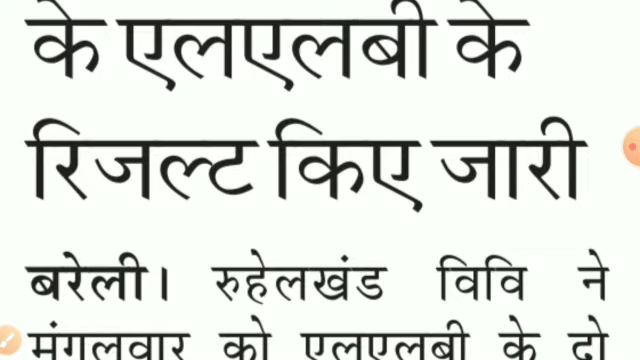 के एलएलबी के
रिजल्ट किए जारी
बरेली। रुहेलखंड विवि ने
मंगलवार को एलएलबी के दो